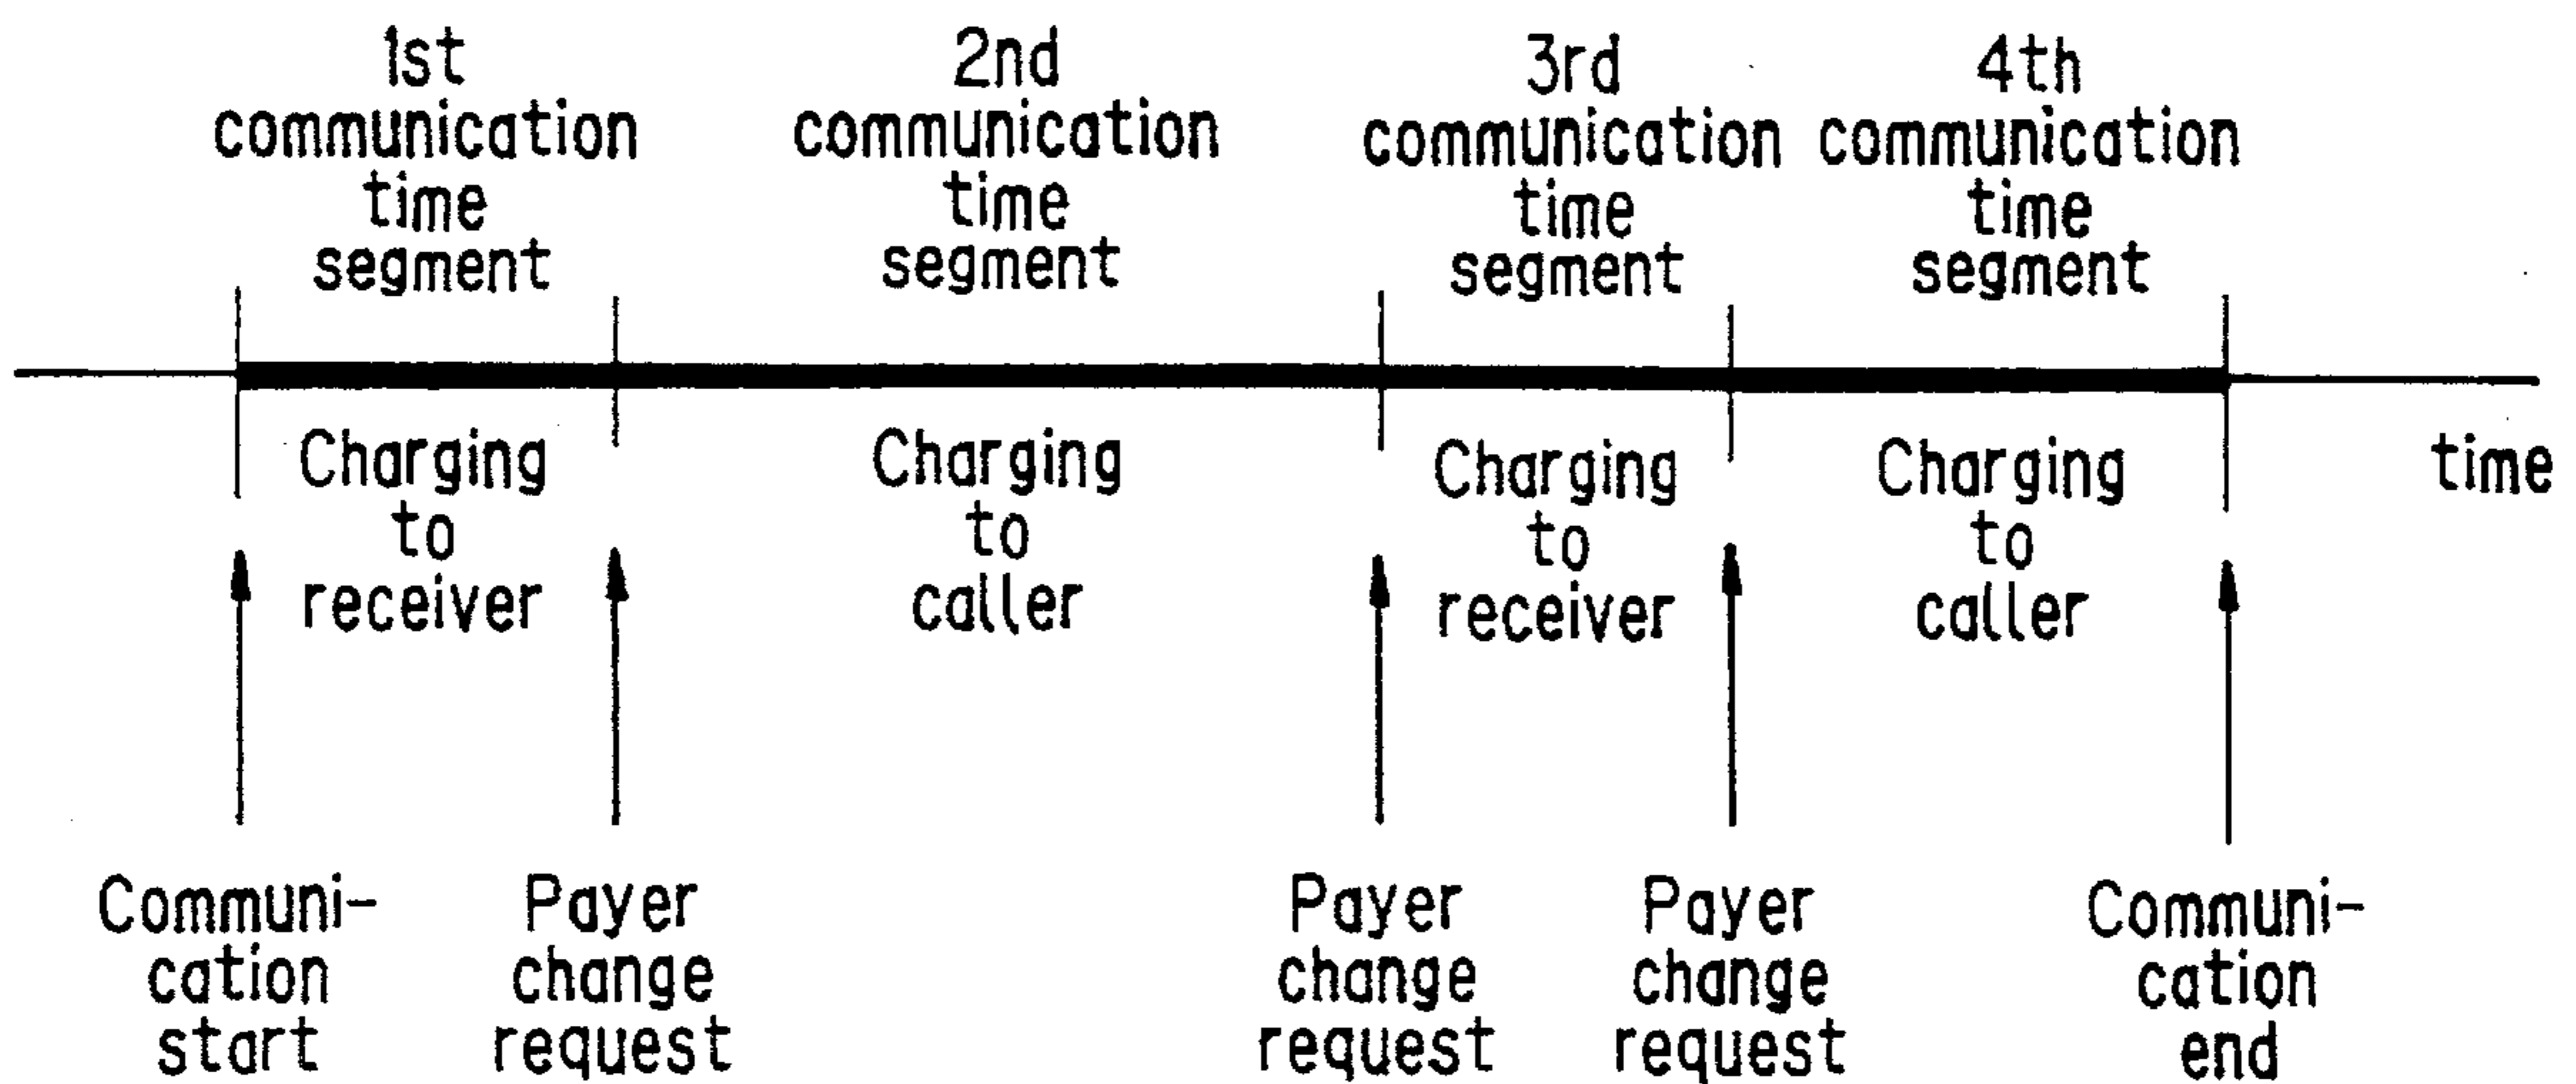 1st
communication
time
segment
2nd
communication
time
segment
3rd
communication
time
segment
4th
communication
time
segment
Charging
to
receiver
Charging
to
caller
Charging
to
receiver
Charging
to
caller
time
Communi-
cation
start
Payer
change
request
Payer
change
request
Payer
change
request
Communi-
cation
end